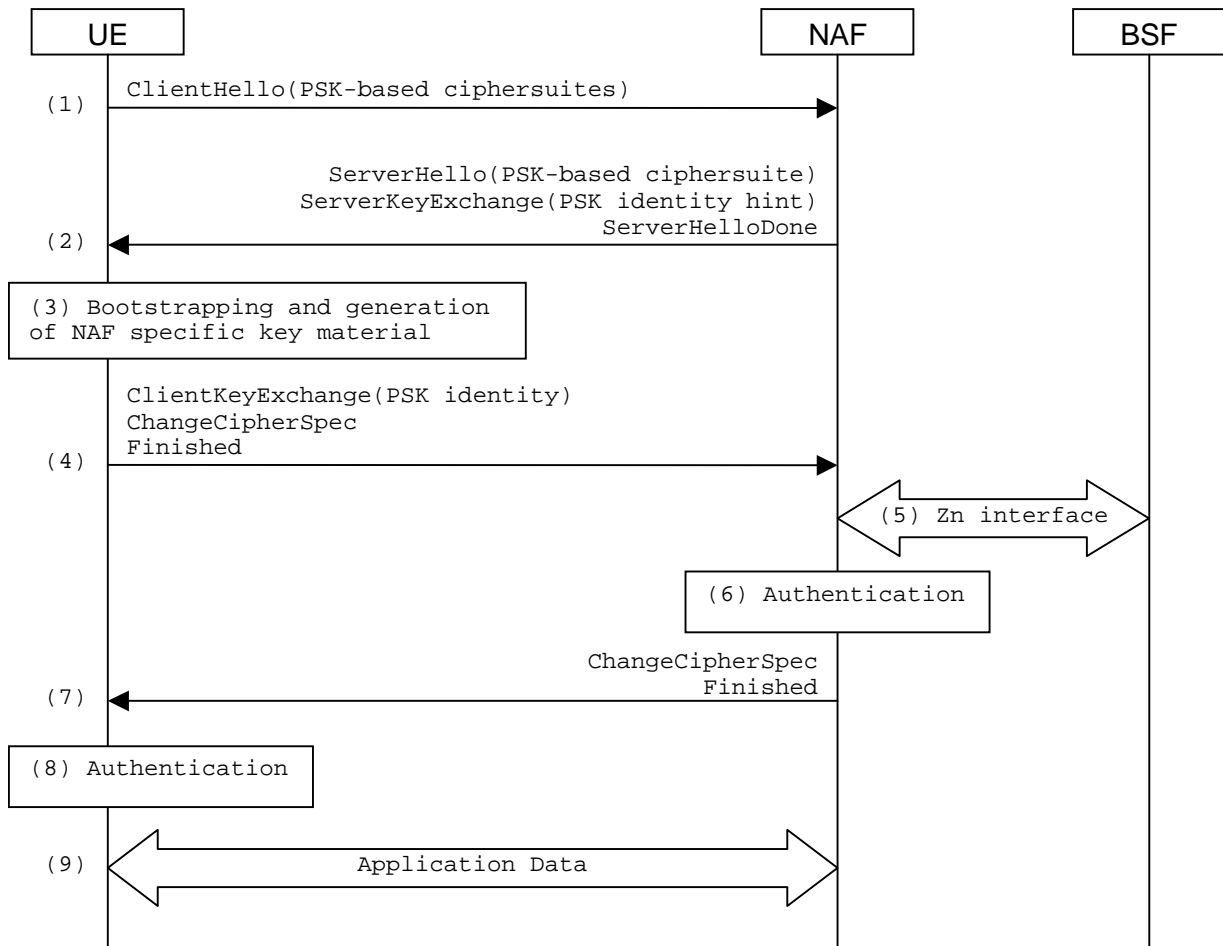 UE
NAF
BSF
(1)
ClientHello(PSK-based ciphersuites)
ServerHello(PSK-based ciphersuite)
ServerKeyExchange(PSK identity hint)
ServerHelloDone
(2)
(3) Bootstrapping and generation
of NAF specific key material
ClientKeyExchange(PSK identity)
ChangeCipherSpec
Finished
(4)
(5) Zn interface
(6) Authentication
ChangeCipherSpec
Finished
(7)
(8) Authentication
(9)
Application Data